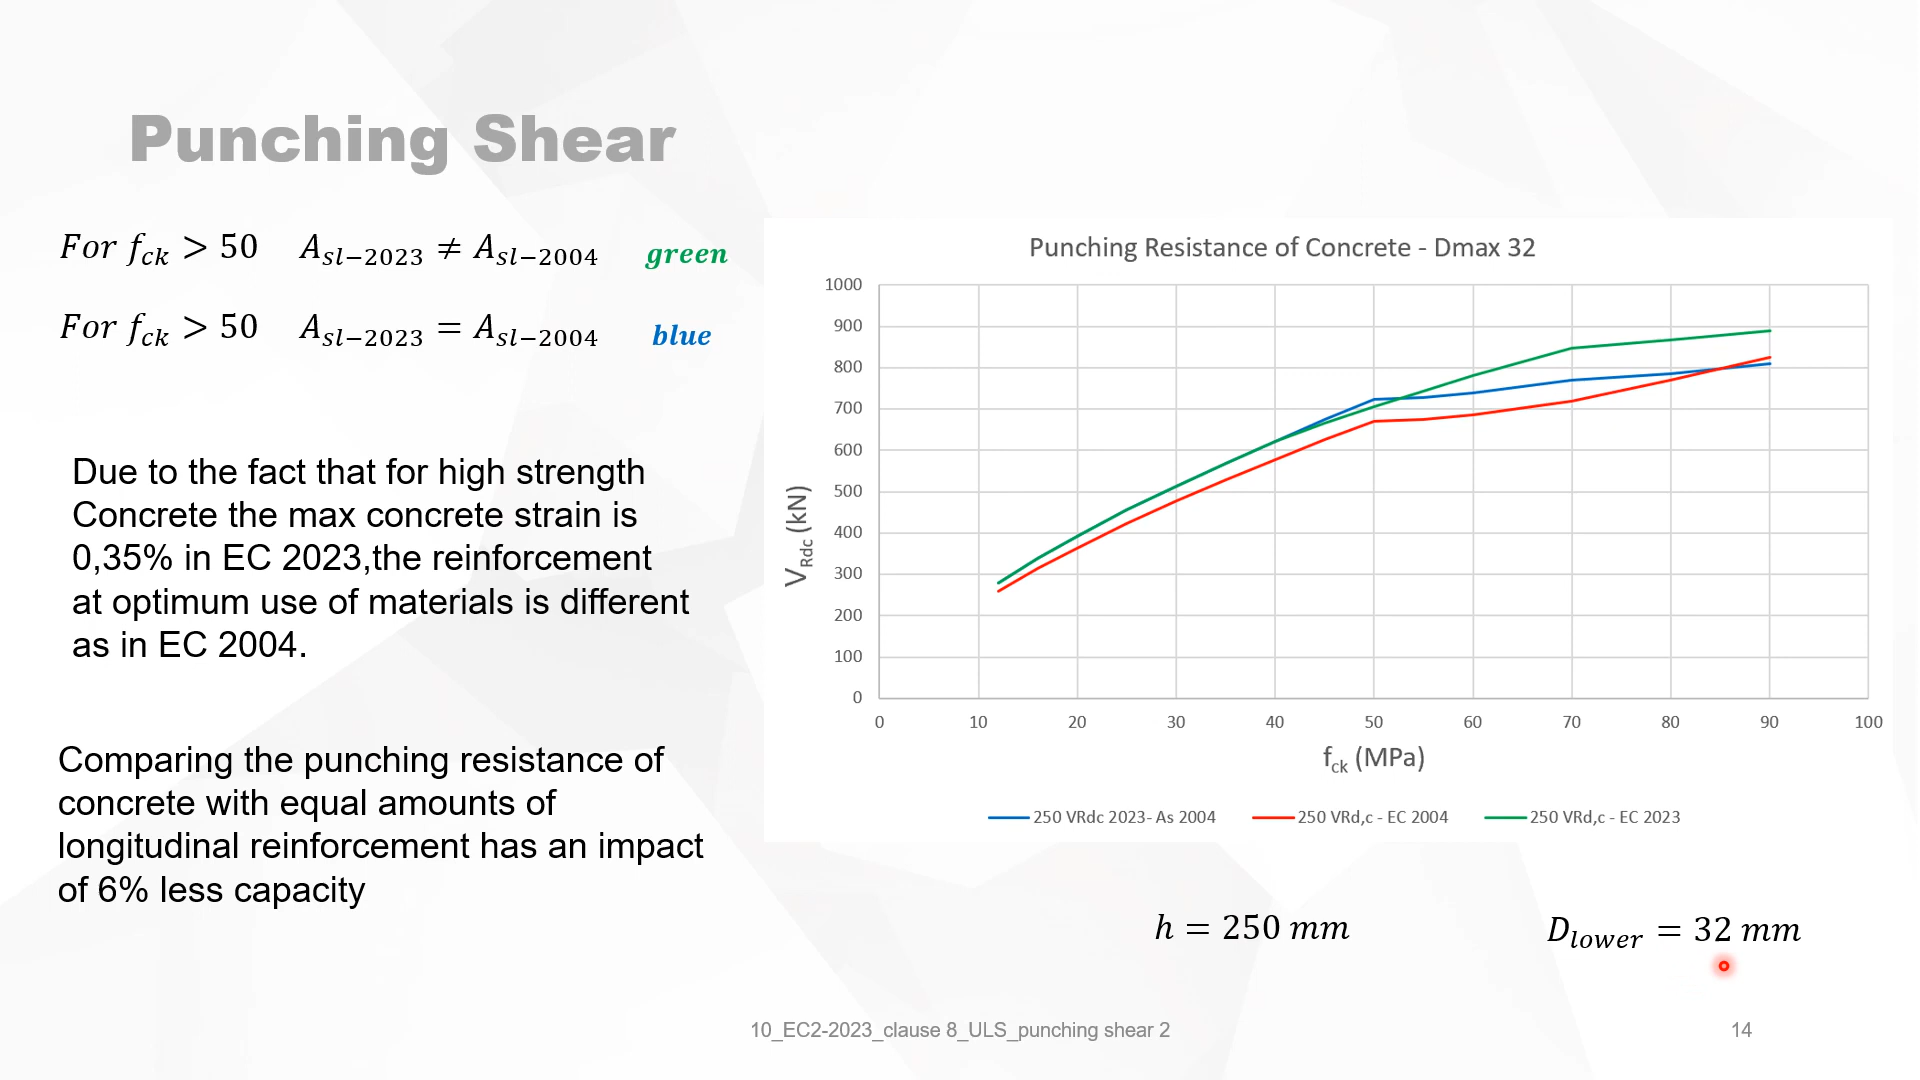 Punching Shear
For f_ck > 50 A_sl−2023 ≠ A_sl−2004 green
For f_ck > 50 A_sl−2023 = A_sl−2004 blue
Due to the fact that for high strength
Concrete the max concrete strain is
0,35% in EC 2023,the reinforcement
at optimum use of materials is different
as in EC 2004.
Comparing the punching resistance of
concrete with equal amounts of
longitudinal reinforcement has an impact
of 6% less capacity
Punching Resistance of Concrete - Dmax 32
1000
900
800
700
600
500
400
300
200
100
0
V_Rdc (kN)
0 10 20 30 40 50 60 70 80 90 100
f_ck (MPa)
250 VRdc 2023- As 2004 250 VRd,c - EC 2004 250 VRd,c - EC 2023
h = 250 mm D_lower = 32 mm
10_EC2-2023_clause 8_ULS_punching shear 2 14